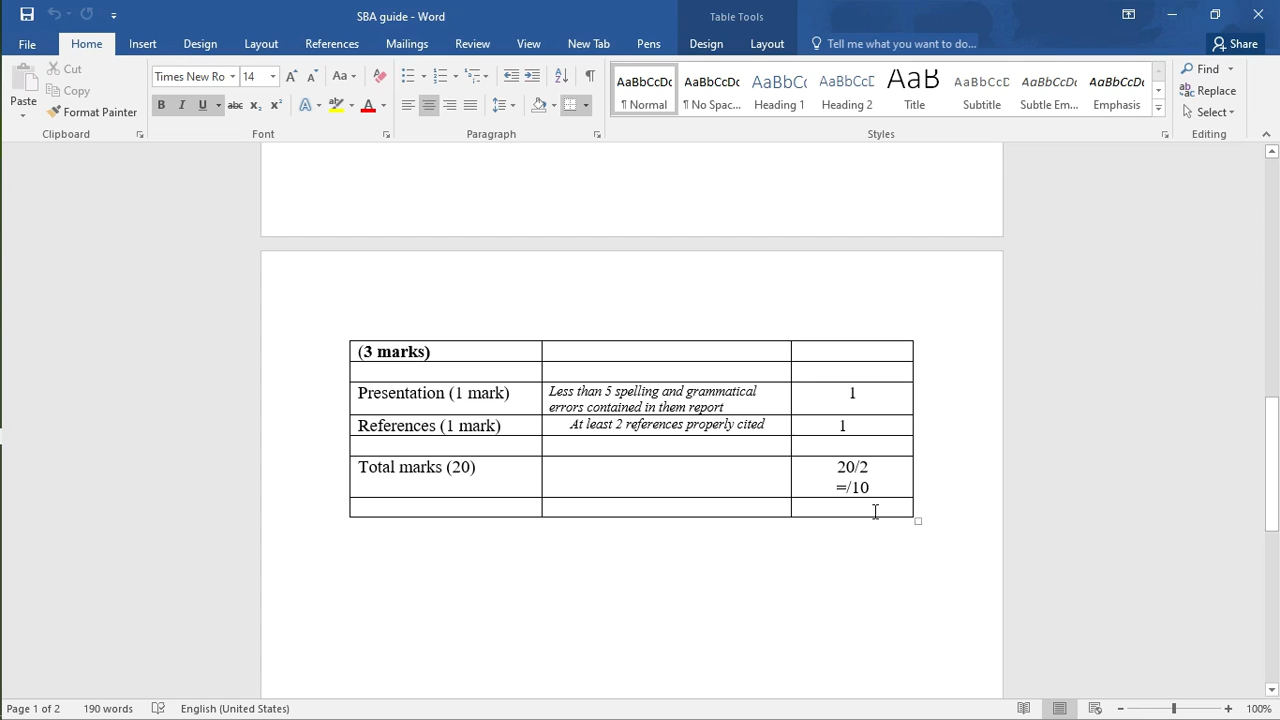 SBA guide - Word
Table Tools
File
Home
Insert
Design
Layout
References
Mailings
Review
View
New Tab
Pens
Design
Layout
Tell me what you want to do...
Share
Paste
Cut
Copy
Format Painter
Clipboard
Times New Ro
14
Font
Paragraph
AaBbCcDc
¶ Normal
AaBbCcDc
¶ No Spac...
AaBbCc
Heading 1
AaBbCcD
Heading 2
AaB
Title
AaBbCcD
Subtitle
AaBbCcDc
Subtle Em...
AaBbCcDc
Emphasis
Styles
Find
Replace
Select
Editing
(3 marks)
Presentation (1 mark)
Less than 5 spelling and grammatical
errors contained in them report
1
References (1 mark)
At least 2 references properly cited
1
Total marks (20)
20/2
=/10
Page 1 of 2
190 words
English (United States)
100%